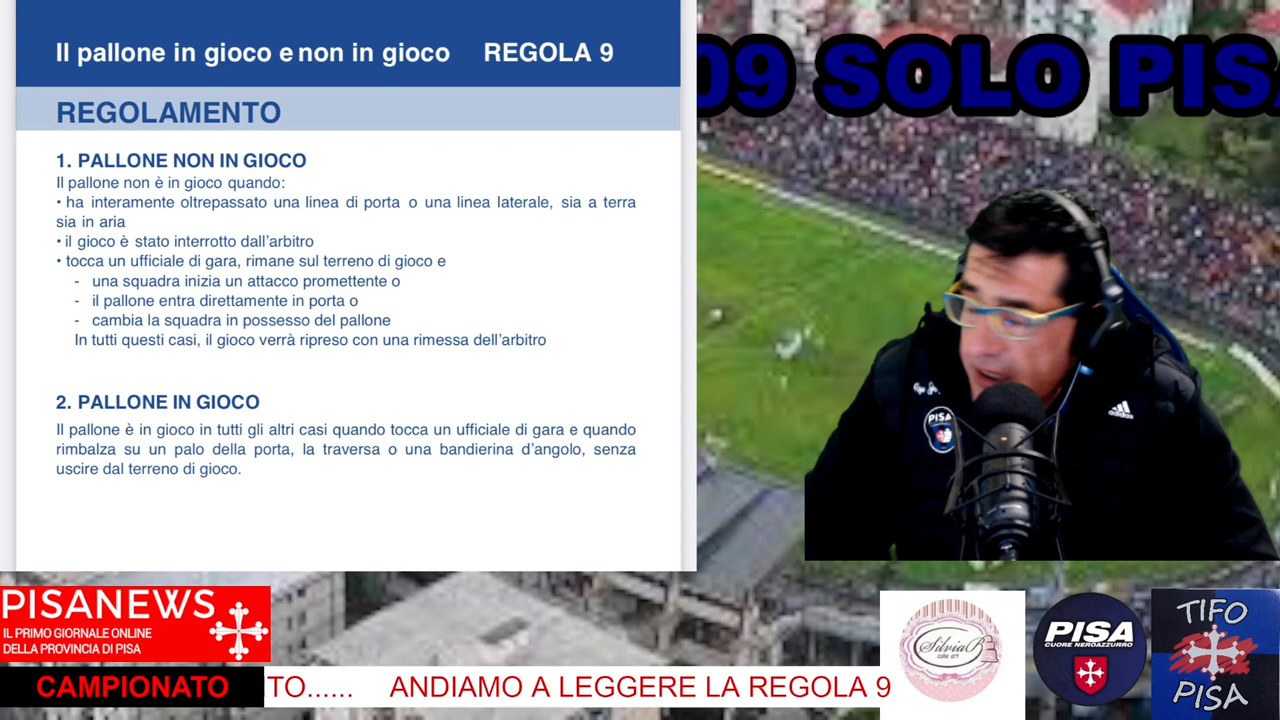 Il pallone in gioco e non in gioco REGOLA 9
REGOLAMENTO
1. PALLONE NON IN GIOCO
Il pallone non è in gioco quando:
• ha interamente oltrepassato una linea di porta o una linea laterale, sia a terra
sia in aria
• il gioco è stato interrotto dall'arbitro
• tocca un ufficiale di gara, rimane sul terreno di gioco e
- una squadra inizia un attacco promettente o
- il pallone entra direttamente in porta o
- cambia la squadra in possesso del pallone
In tutti questi casi, il gioco verrà ripreso con una rimessa dell'arbitro
2. PALLONE IN GIOCO
Il pallone è in gioco in tutti gli altri casi quando tocca un ufficiale di gara e quando
rimbalza su un palo della porta, la traversa o una bandierina d'angolo, senza
uscire dal terreno di gioco.
09 SOLO PISA
PISA
adidas
PISANEWS
IL PRIMO GIORNALE ONLINE
DELLA PROVINCIA DI PISA
CAMPIONATO
TO...... ANDIAMO A LEGGERE LA REGOLA 9
cake art
PISA
CUORE NEROAZZURRO
TIFO
PISA